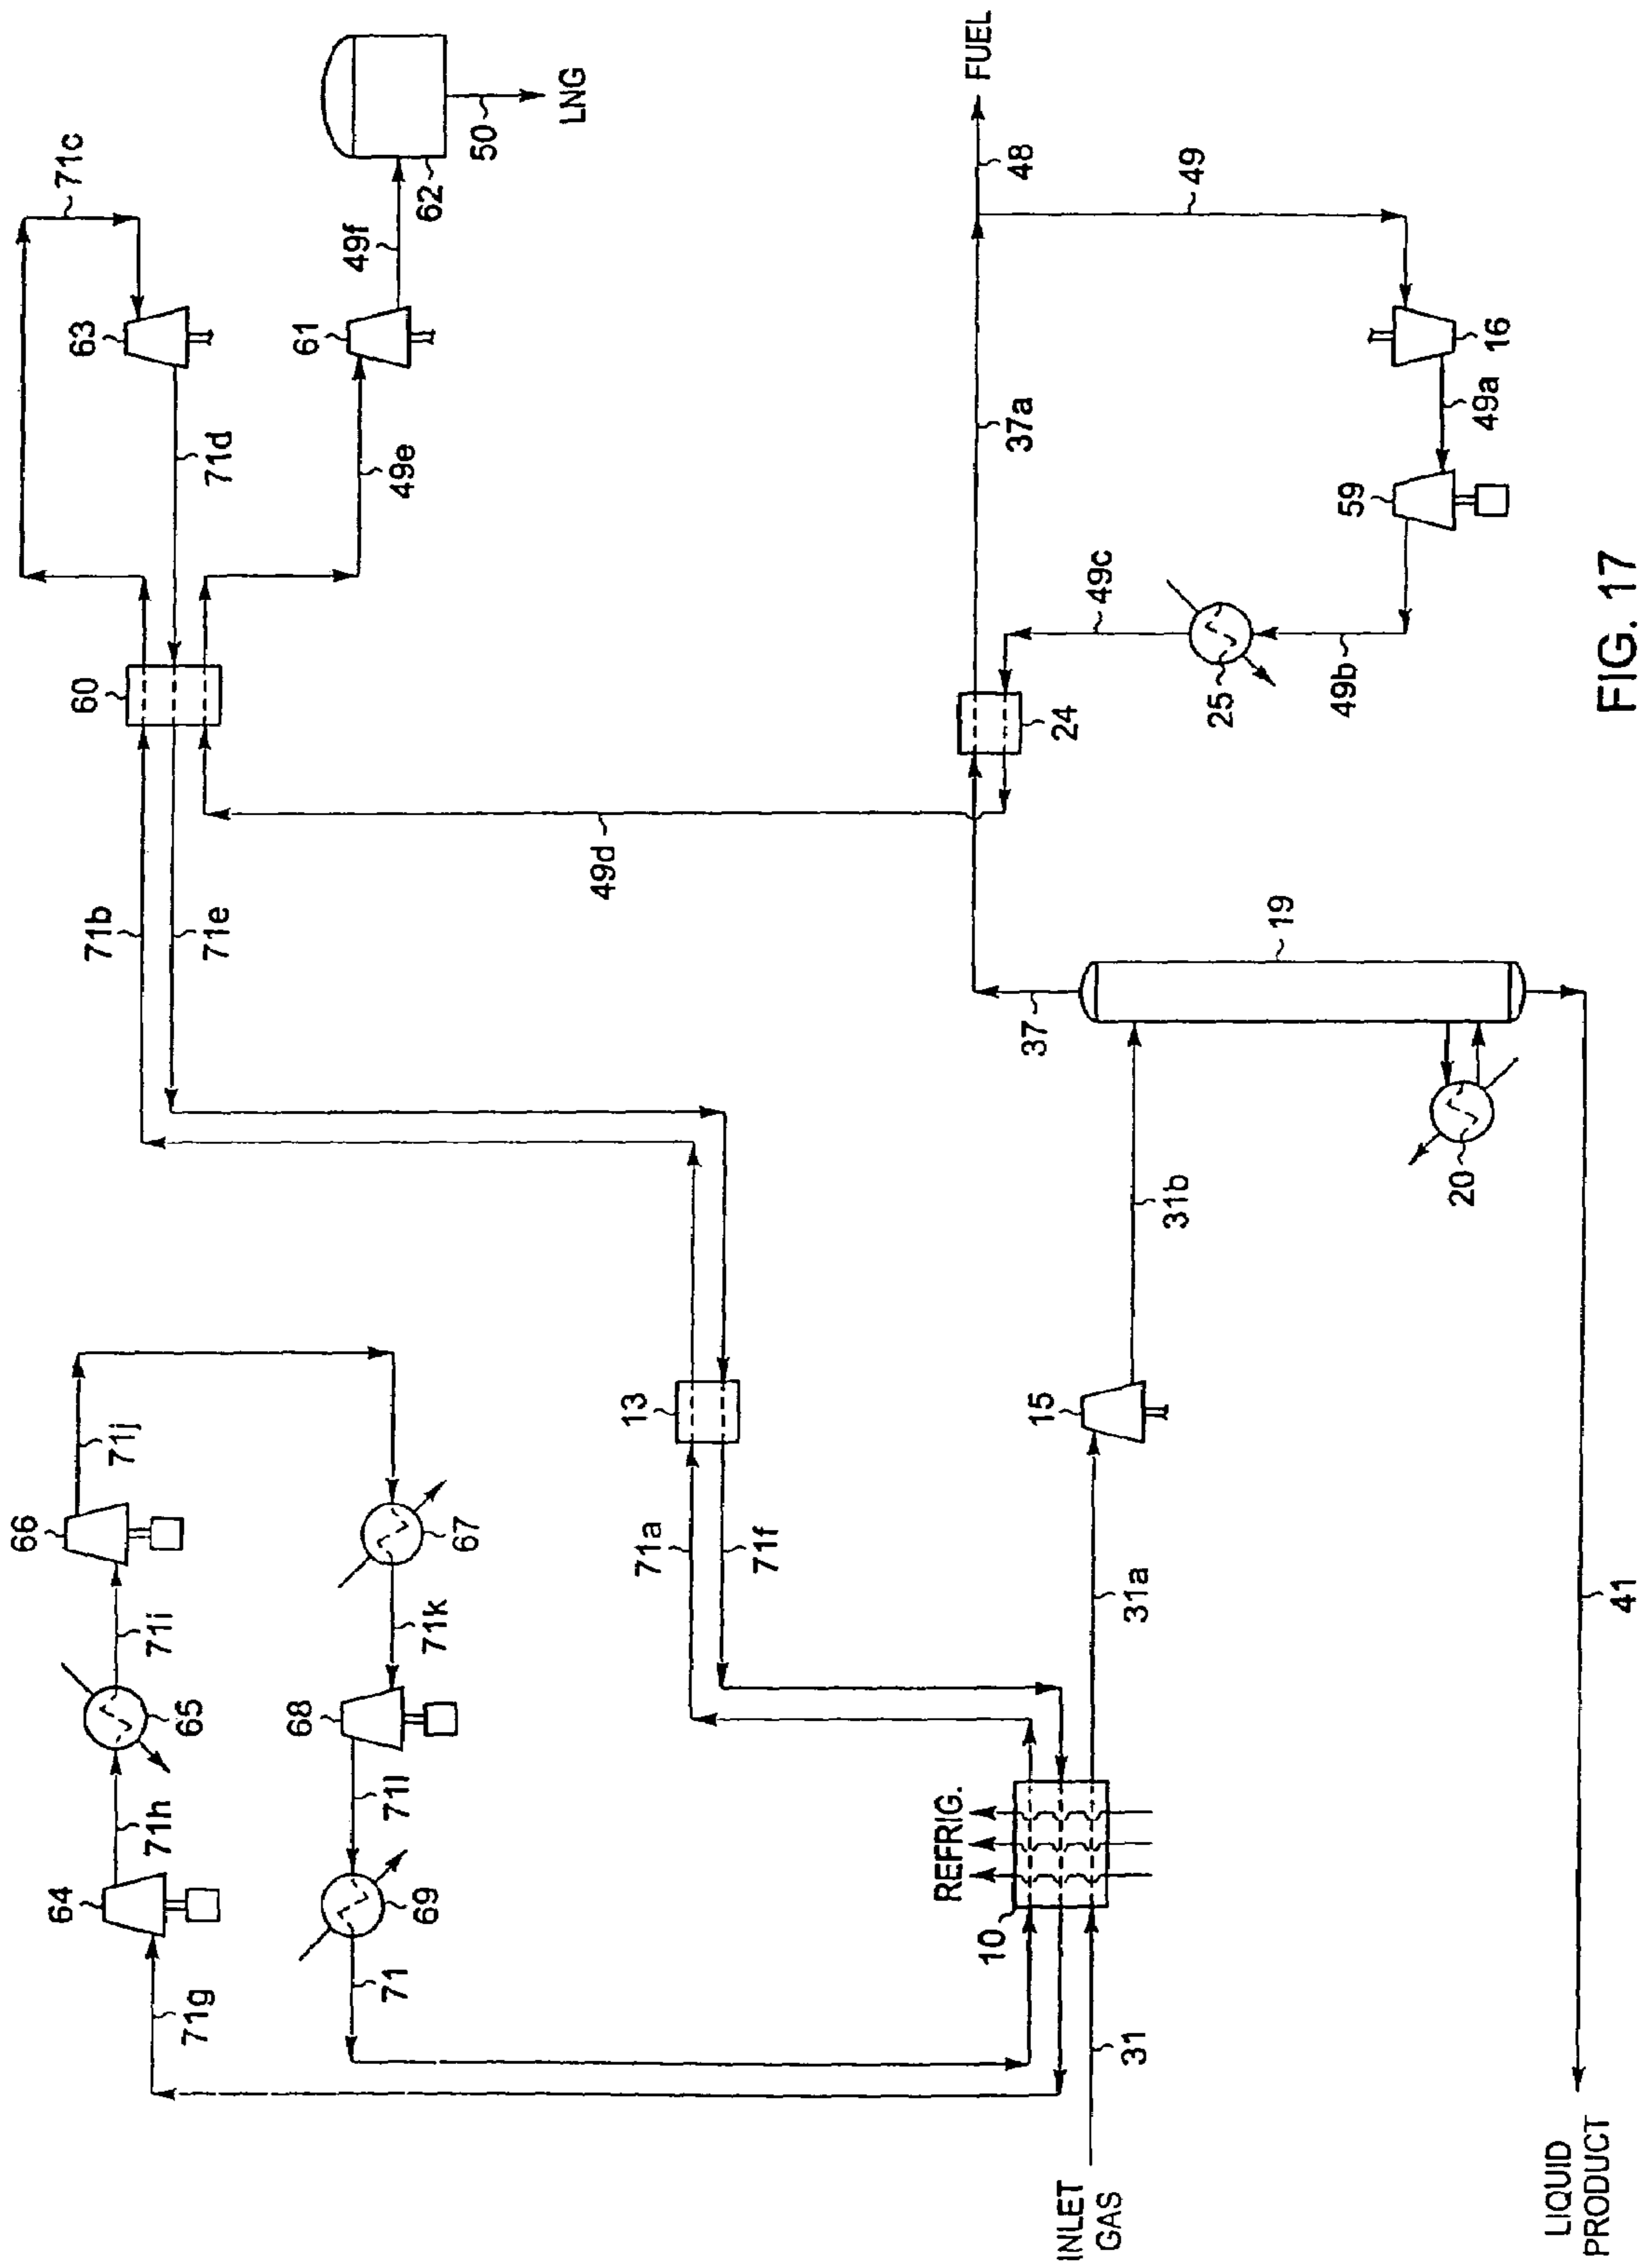 66
64
71c
63
60
71b
71j
71h
71i
65
71g
71e
71d
61
68
49f
71
71l
49e
69
71k
62
67
50
LNG
49d
13
71a
71f
REFRIG.
FUEL
10
37a
48
37
15
24
INLET
GAS
49c
31
31a
31b
49
25
19
49b
59
20
49a
16
LIQUID
PRODUCT
41
FIG. 17